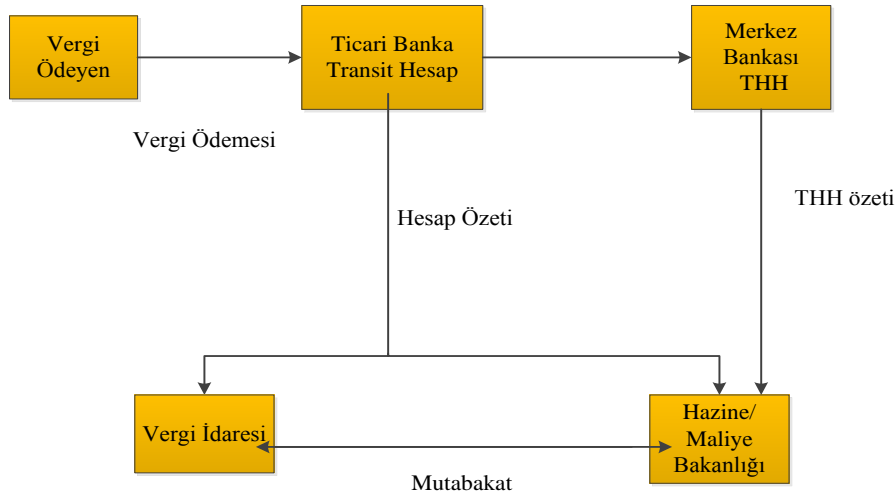 Vergi
Ödeyen
Ticari Banka
Transit Hesap
Merkez
Bankası
THH
Vergi Ödemesi
THH özeti
Hesap Özeti
Vergi İdaresi
Hazine/
Maliye
Bakanlığı
Mutabakat